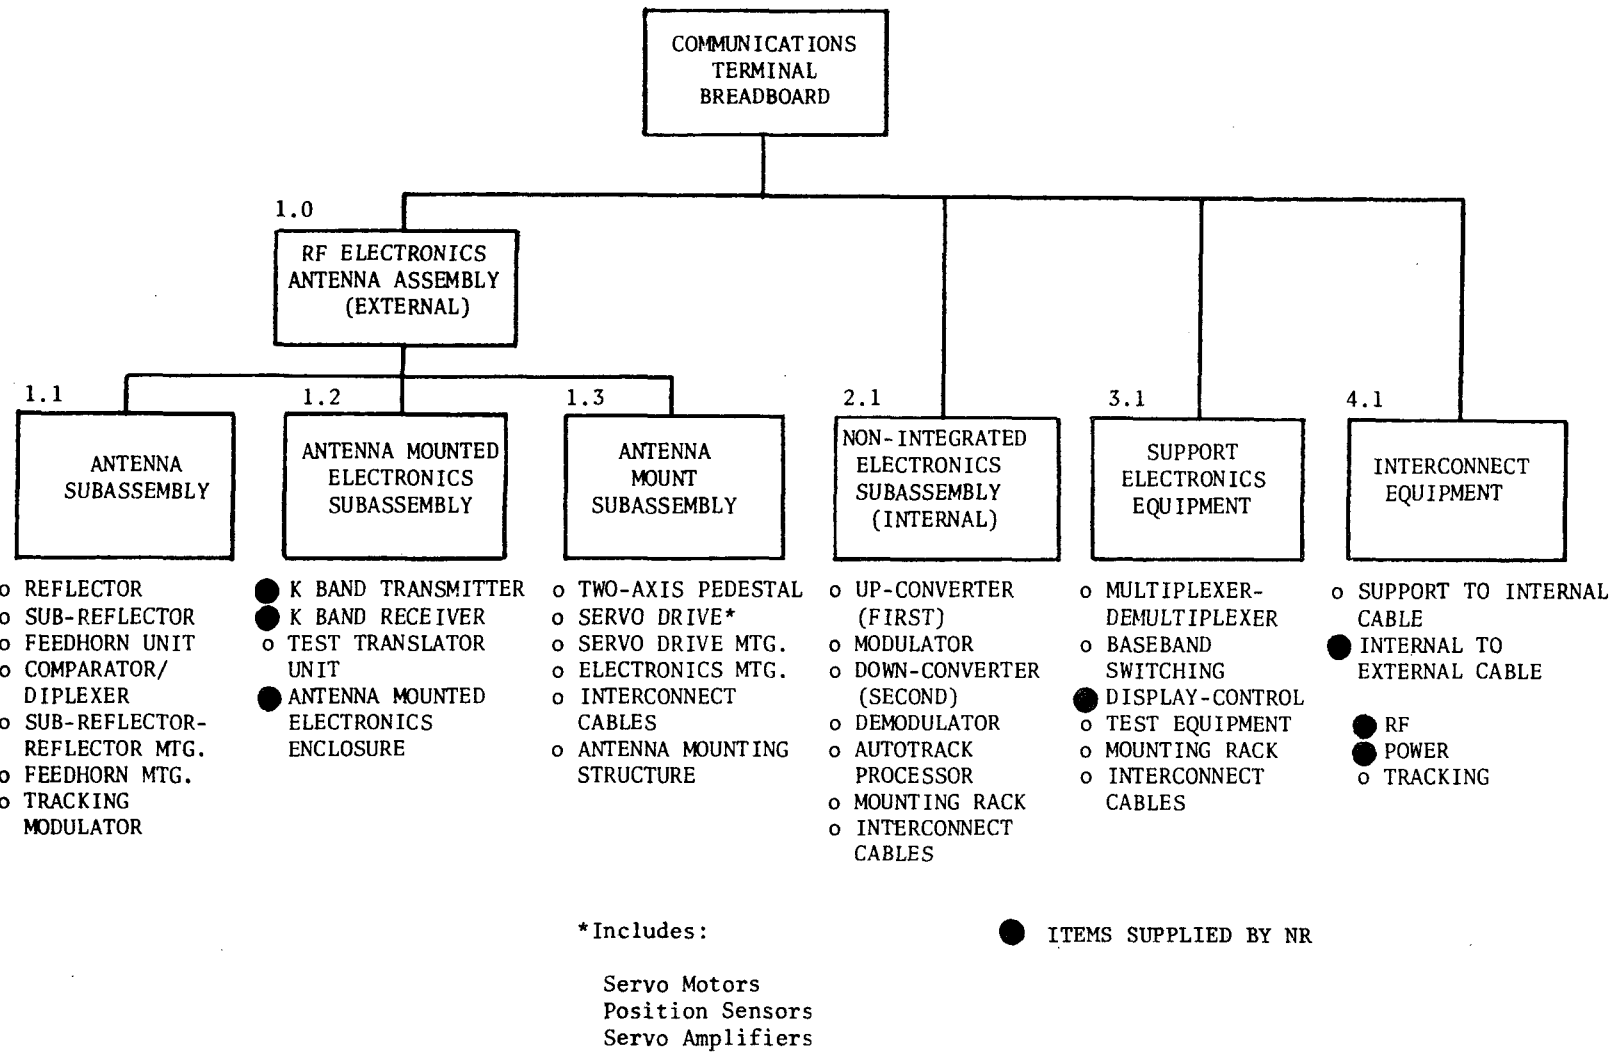 COMMUNICATIONS
TERMINAL
BREADBOARD
1.0
RF ELECTRONICS
ANTENNA ASSEMBLY
(EXTERNAL)
1.1
ANTENNA
SUBASSEMBLY
o REFLECTOR
o SUB-REFLECTOR
o FEEDHORN UNIT
o COMPARATOR/
DIPLEXER
o SUB-REFLECTOR-
REFLECTOR MTG.
o FEEDHORN MTG.
o TRACKING
MODULATOR
1.2
ANTENNA MOUNTED
ELECTRONICS
SUBASSEMBLY
● K BAND TRANSMITTER
● K BAND RECEIVER
o TEST TRANSLATOR
UNIT
● ANTENNA MOUNTED
ELECTRONICS
ENCLOSURE
1.3
ANTENNA
MOUNT
SUBASSEMBLY
o TWO-AXIS PEDESTAL
o SERVO DRIVE*
o SERVO DRIVE MTG.
o ELECTRONICS MTG.
o INTERCONNECT
CABLES
o ANTENNA MOUNTING
STRUCTURE
2.1
NON-INTEGRATED
ELECTRONICS
SUBASSEMBLY
(INTERNAL)
o UP-CONVERTER
(FIRST)
o MODULATOR
o DOWN-CONVERTER
(SECOND)
o DEMODULATOR
o AUTOTRACK
PROCESSOR
o MOUNTING RACK
o INTERCONNECT
CABLES
3.1
SUPPORT
ELECTRONICS
EQUIPMENT
o MULTIPLEXER-
DEMULTIPLEXER
o BASEBAND
SWITCHING
● DISPLAY-CONTROL
o TEST EQUIPMENT
o MOUNTING RACK
o INTERCONNECT
CABLES
4.1
INTERCONNECT
EQUIPMENT
o SUPPORT TO INTERNAL
CABLE
● INTERNAL TO
EXTERNAL CABLE
● RF
● POWER
o TRACKING
*Includes:
Servo Motors
Position Sensors
Servo Amplifiers
● ITEMS SUPPLIED BY NR